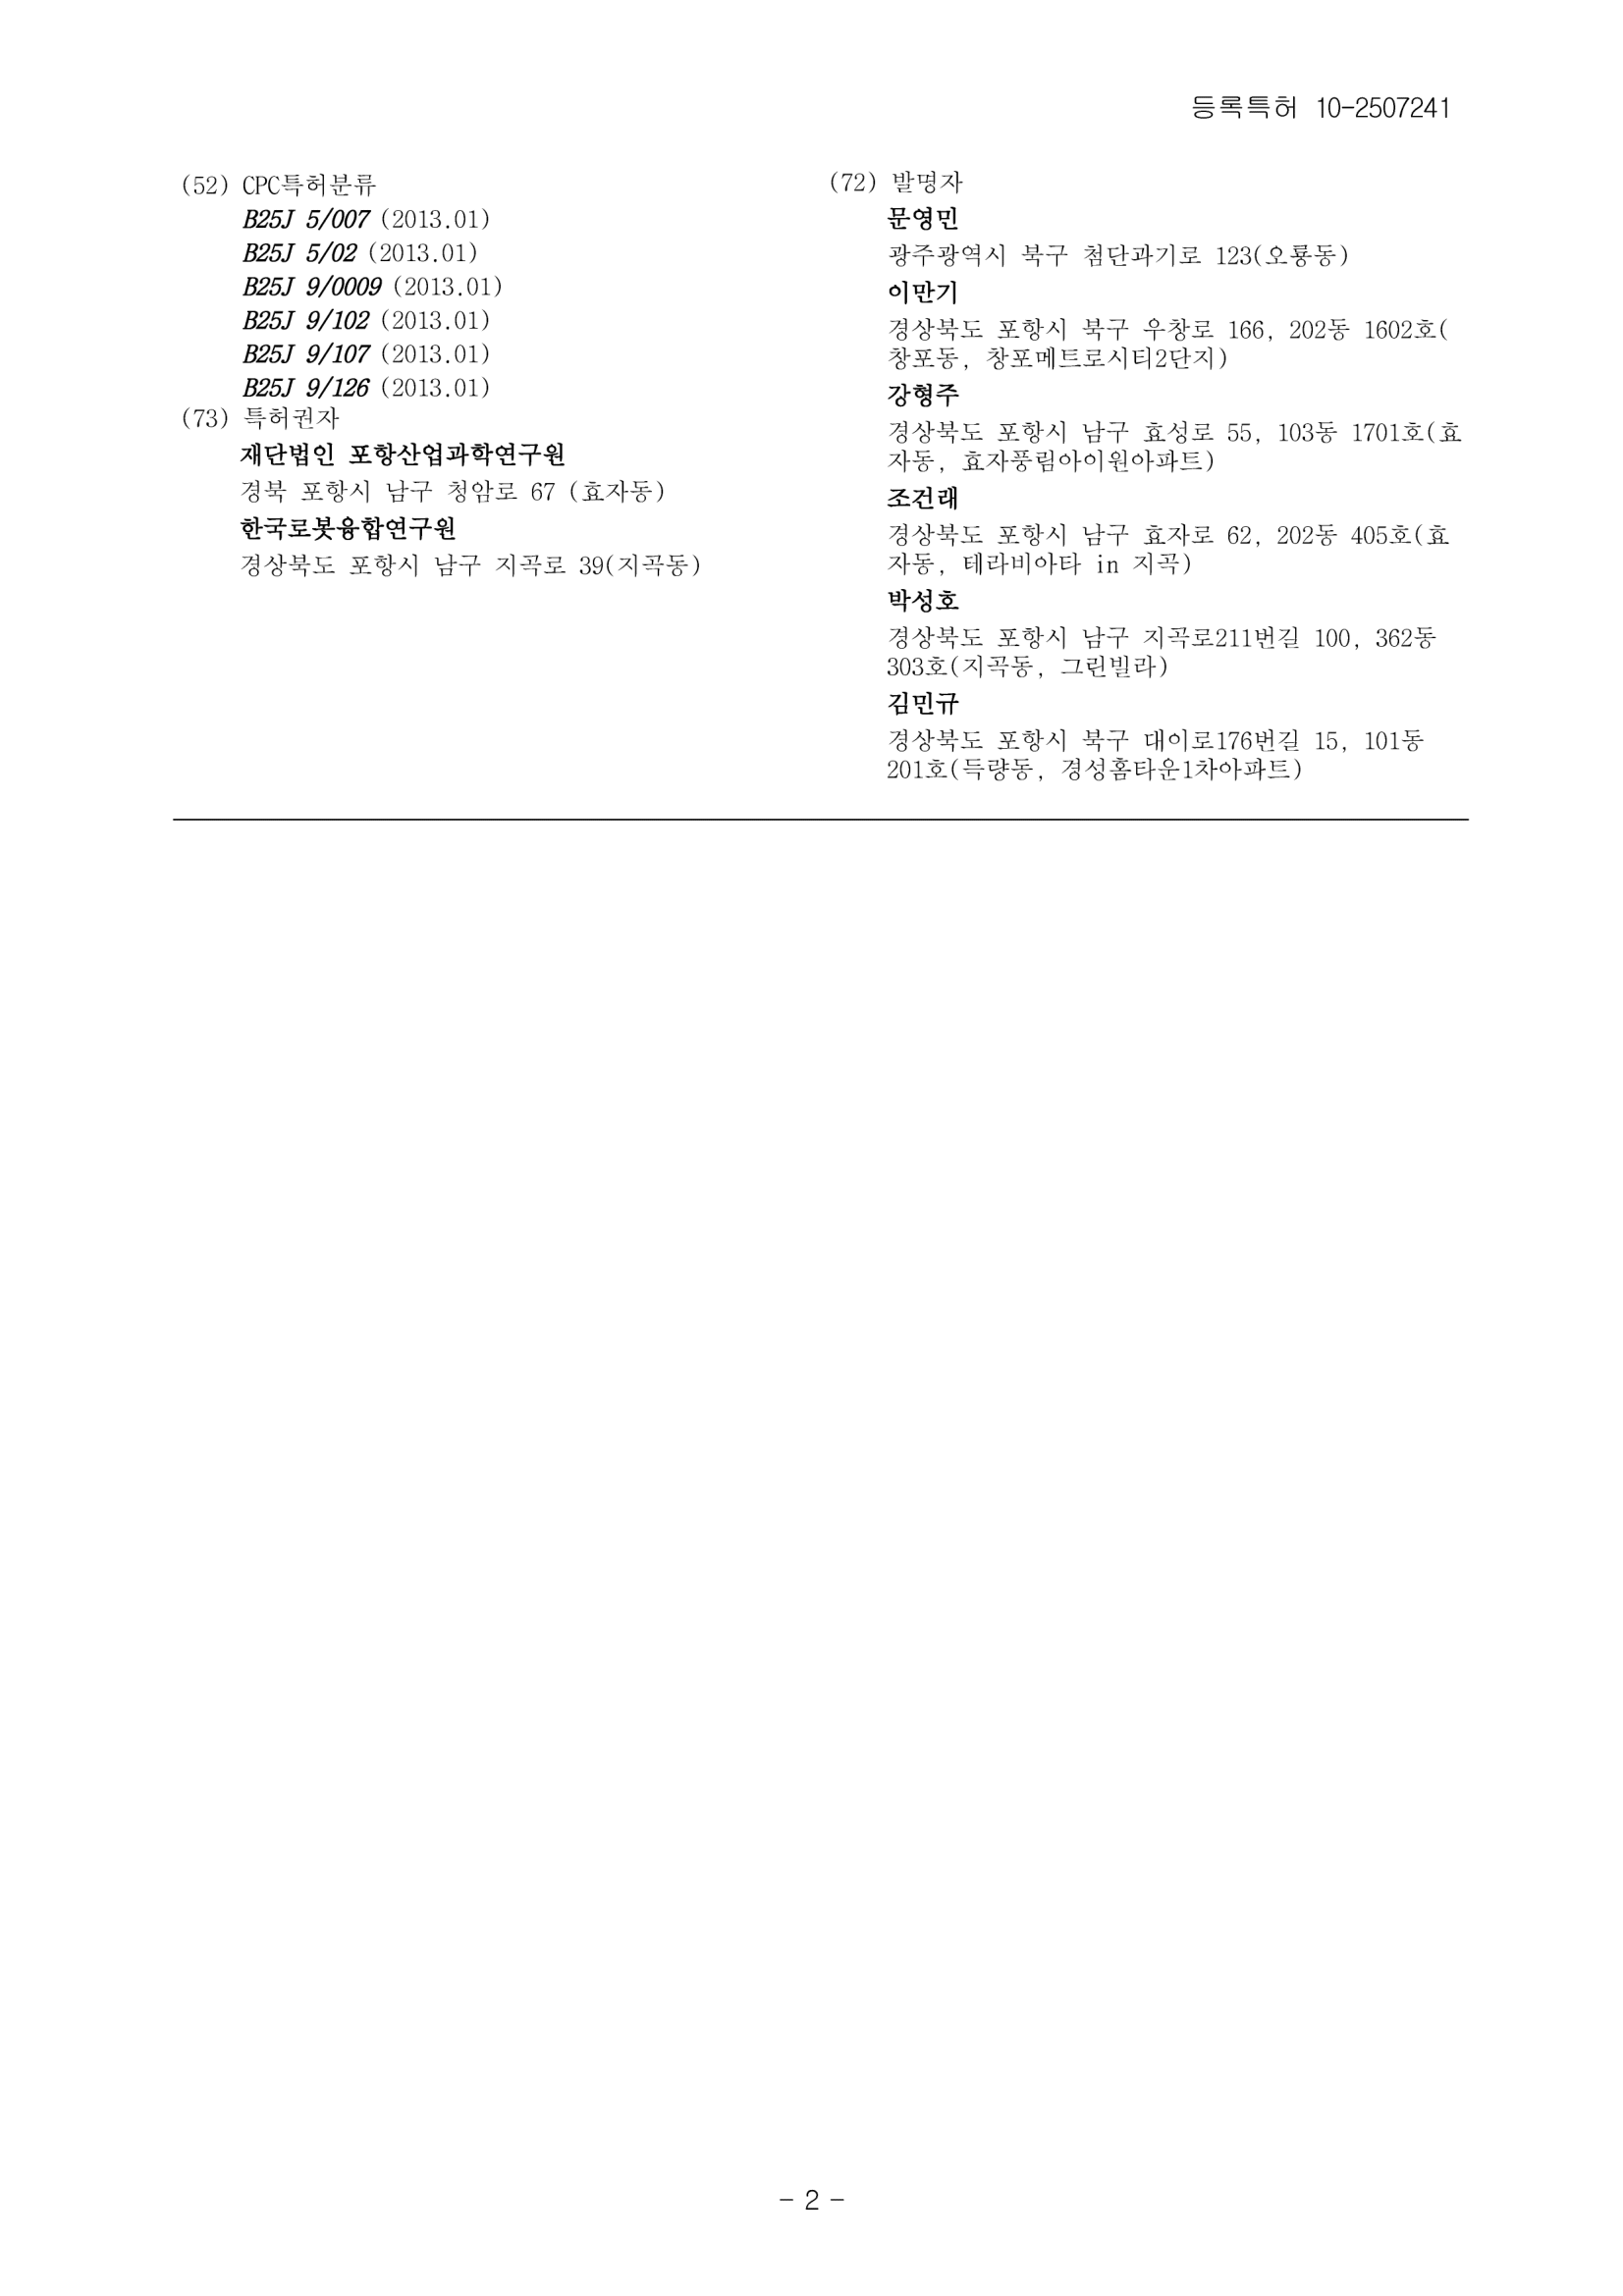 등록특허 10-2507241
(52) CPC특허분류
B25J 5/007 (2013.01)
B25J 5/02 (2013.01)
B25J 9/0009 (2013.01)
B25J 9/102 (2013.01)
B25J 9/107 (2013.01)
B25J 9/126 (2013.01)
(73) 특허권자
재단법인 포항산업과학연구원
경북 포항시 남구 청암로 67 (효자동)
한국로봇융합연구원
경상북도 포항시 남구 지곡로 39(지곡동)
(72) 발명자
문영민
광주광역시 북구 첨단과기로 123(오룡동)
이만기
경상북도 포항시 북구 우창로 166, 202동 1602호(
창포동, 창포메트로시티2단지)
강형주
경상북도 포항시 남구 효성로 55, 103동 1701호(효
자동, 효자풍림아이원아파트)
조건래
경상북도 포항시 남구 효자로 62, 202동 405호(효
자동, 테라비아타 in 지곡)
박성호
경상북도 포항시 남구 지곡로211번길 100, 362동
303호(지곡동, 그린빌라)
김민규
경상북도 포항시 북구 대이로176번길 15, 101동
201호(득량동, 경성홈타운1차아파트)
- 2 -